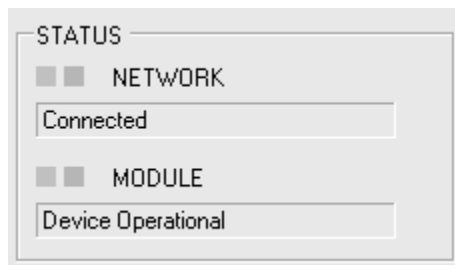 STATUS
NETWORK
Connected
MODULE
Device Operational